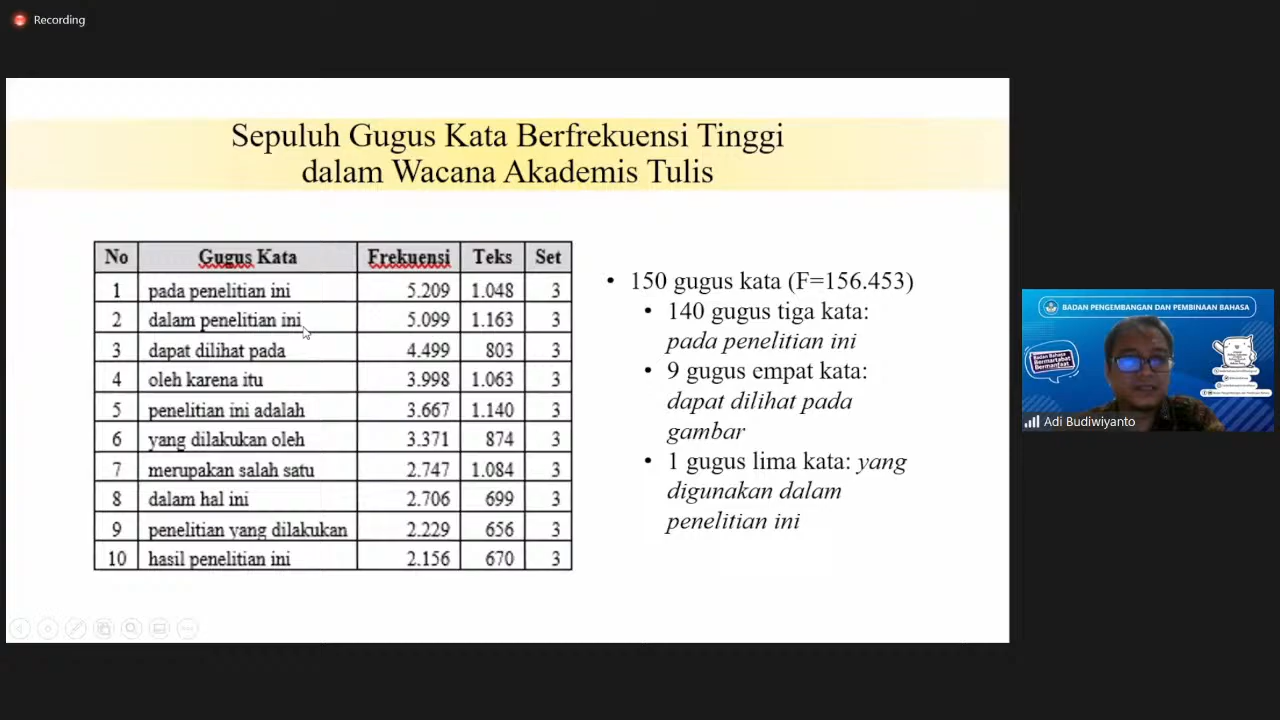 Recording
Sepuluh Gugus Kata Berfrekuensi Tinggi
dalam Wacana Akademis Tulis
No Gugus Kata Frekuensi Teks Set
1 pada penelitian ini 5.209 1.048 3
2 dalam penelitian ini 5.099 1.163 3
3 dapat dilihat pada 4.499 803 3
4 oleh karena itu 3.998 1.063 3
5 penelitian ini adalah 3.667 1.140 3
6 yang dilakukan oleh 3.371 874 3
7 merupakan salah satu 2.747 1.084 3
8 dalam hal ini 2.706 699 3
9 penelitian yang dilakukan 2.229 656 3
10 hasil penelitian ini 2.156 670 3
• 150 gugus kata (F=156.453)
• 140 gugus tiga kata:
pada penelitian ini
• 9 gugus empat kata:
dapat dilihat pada
gambar
• 1 gugus lima kata: yang
digunakan dalam
penelitian ini
BADAN PENGEMBANGAN DAN PEMBINAAN BAHASA
Badan Bahasa
Bermartabat
Bermanfaat
Adi Budiwiyanto